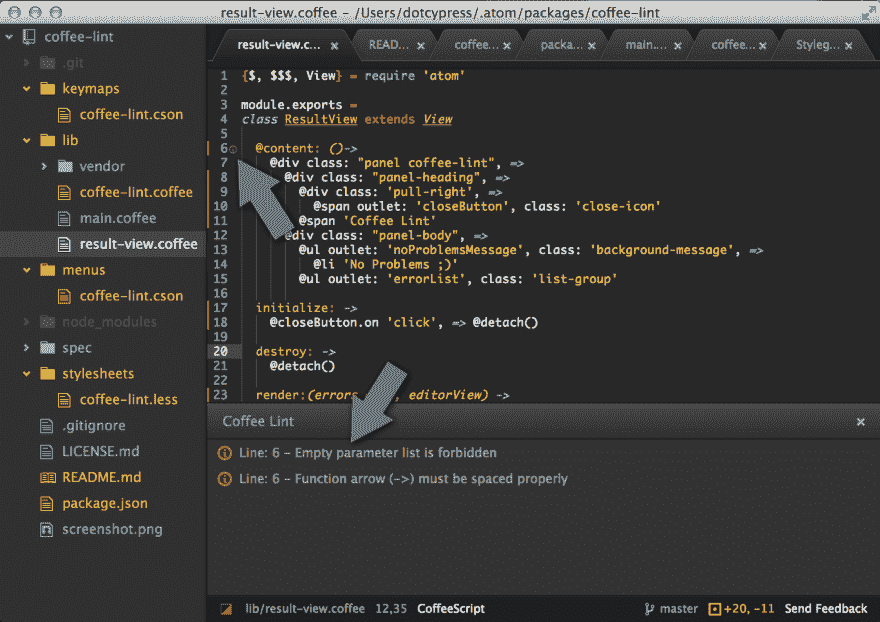 result-view.coffee – /Users/dotcypress/.atom/packages/coffee-lint
coffee-lint
.git
keymaps
coffee-lint.cson
lib
vendor
coffee-lint.coffee
main.coffee
result-view.coffee
menus
coffee-lint.cson
node_modules
spec
stylesheets
coffee-lint.less
.gitignore
LICENSE.md
README.md
package.json
screenshot.png
result-view.c... ×
READ... ×
coffee... ×
packa... ×
main.... ×
coffee... ×
Styleg... ×
1 {$, $$$, View} = require 'atom'
2
3 module.exports =
4 class ResultView extends View
5
6 @content: ()->
7 @div class: "panel coffee-lint", =>
8 @div class: "panel-heading", =>
9 @div class: 'pull-right', =>
10 @span outlet: 'closeButton', class: 'close-icon'
11 @span 'Coffee Lint'
12 @div class: "panel-body", =>
13 @ul outlet: 'noProblemsMessage', class: 'background-message', =>
14 @li 'No Problems ;)'
15 @ul outlet: 'errorList', class: 'list-group'
16
17 initialize: ->
18 @closeButton.on 'click', => @detach()
19
20 destroy: ->
21 @detach()
22
23 render:(errors, editorView) ->
Coffee Lint ×
Line: 6 – Empty parameter list is forbidden
Line: 6 – Function arrow (->) must be spaced properly
lib/result-view.coffee 12,35 CoffeeScript master +20, -11 Send Feedback